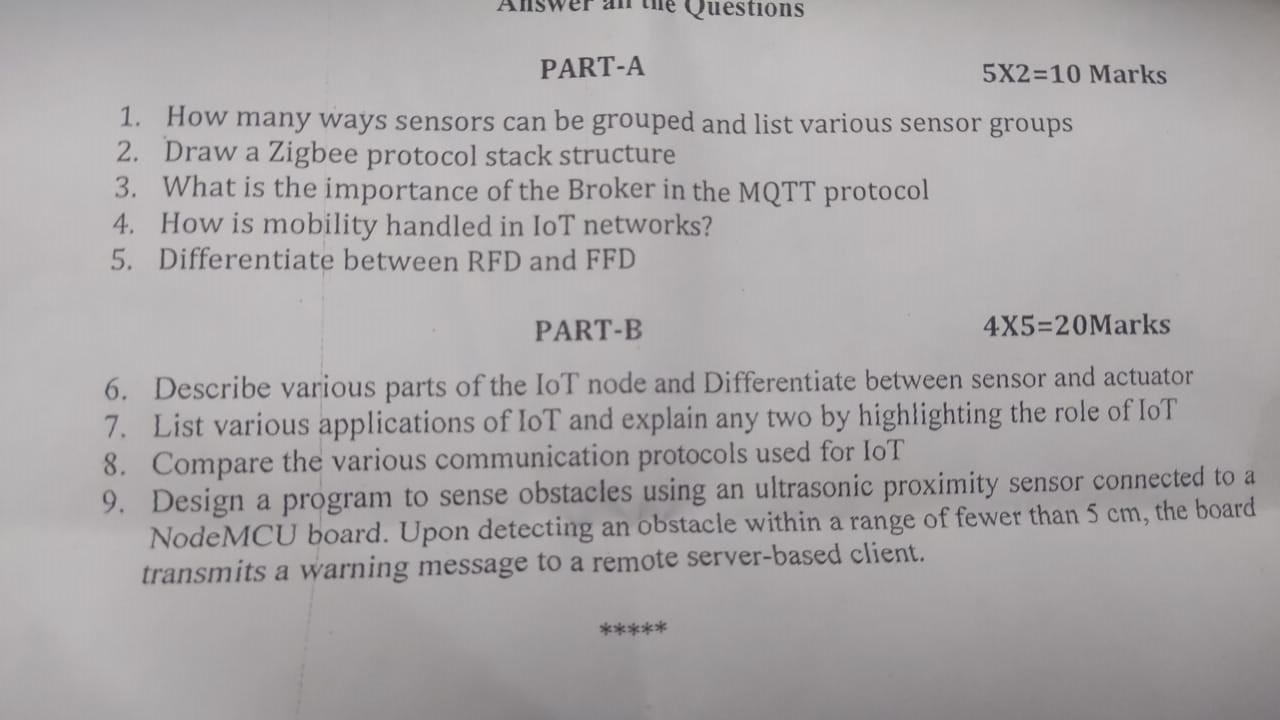 Answer all the Questions
PART-A
5X2=10 Marks
1. How many ways sensors can be grouped and list various sensor groups
2. Draw a Zigbee protocol stack structure
3. What is the importance of the Broker in the MQTT protocol
4. How is mobility handled in IoT networks?
5. Differentiate between RFD and FFD
PART-B
4X5=20Marks
6. Describe various parts of the IoT node and Differentiate between sensor and actuator
7. List various applications of IoT and explain any two by highlighting the role of IoT
8. Compare the various communication protocols used for IoT
9. Design a program to sense obstacles using an ultrasonic proximity sensor connected to a
NodeMCU board. Upon detecting an obstacle within a range of fewer than 5 cm, the board
transmits a warning message to a remote server-based client.
*****